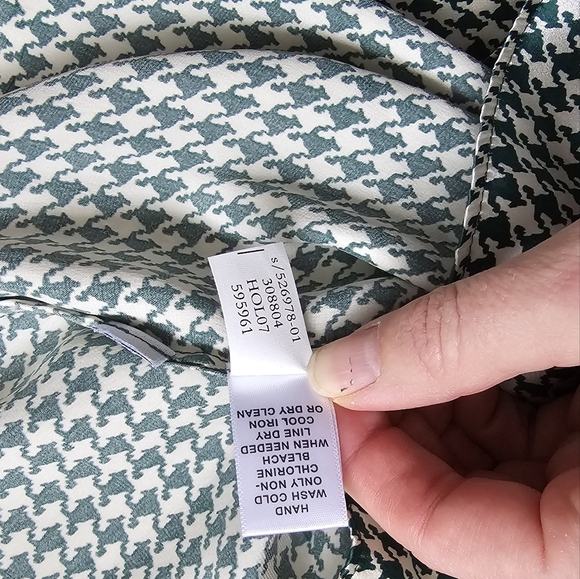 s/526978-01
308804
HOL07
595961
HAND
WASH COLD
ONLY NON-
CHLORINE
BLEACH
WHEN NEEDED
LINE DRY
COOL IRON
OR DRY CLEAN